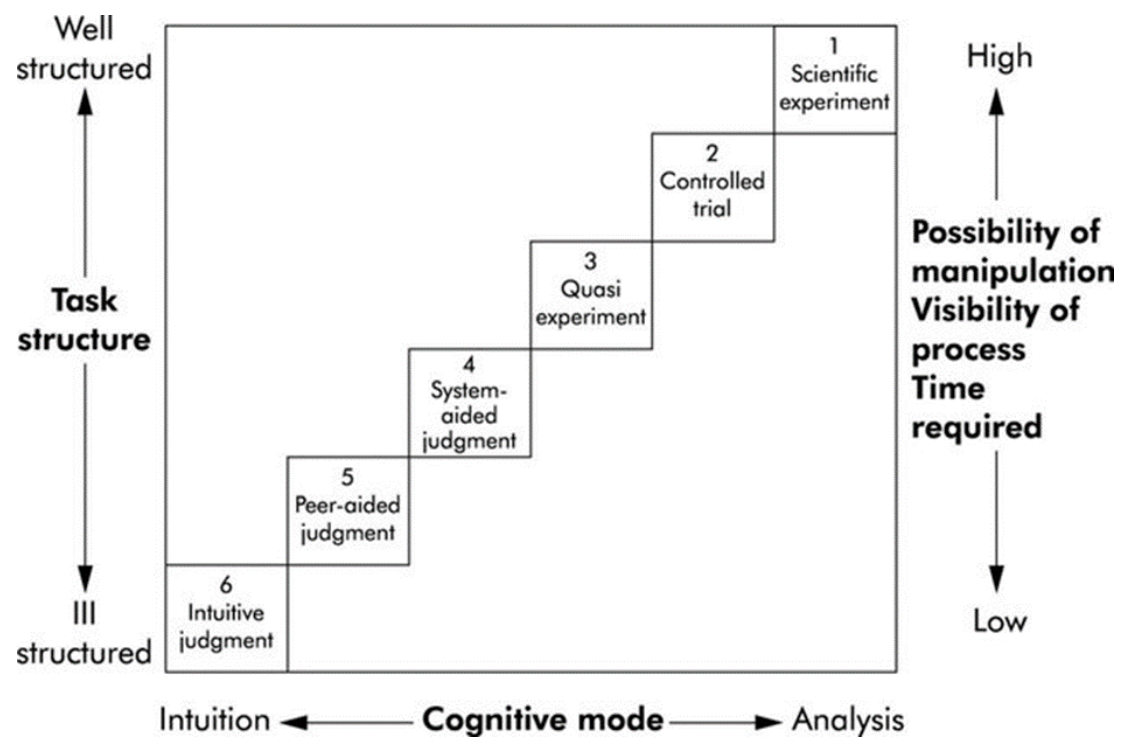 Well
structured
Task
structure
Ill
structured
1
Scientific
experiment
2
Controlled
trial
3
Quasi
experiment
4
System-
aided
judgment
5
Peer-aided
judgment
6
Intuitive
judgment
High
Possibility of
manipulation
Visibility of
process
Time
required
Low
Intuition Cognitive mode Analysis